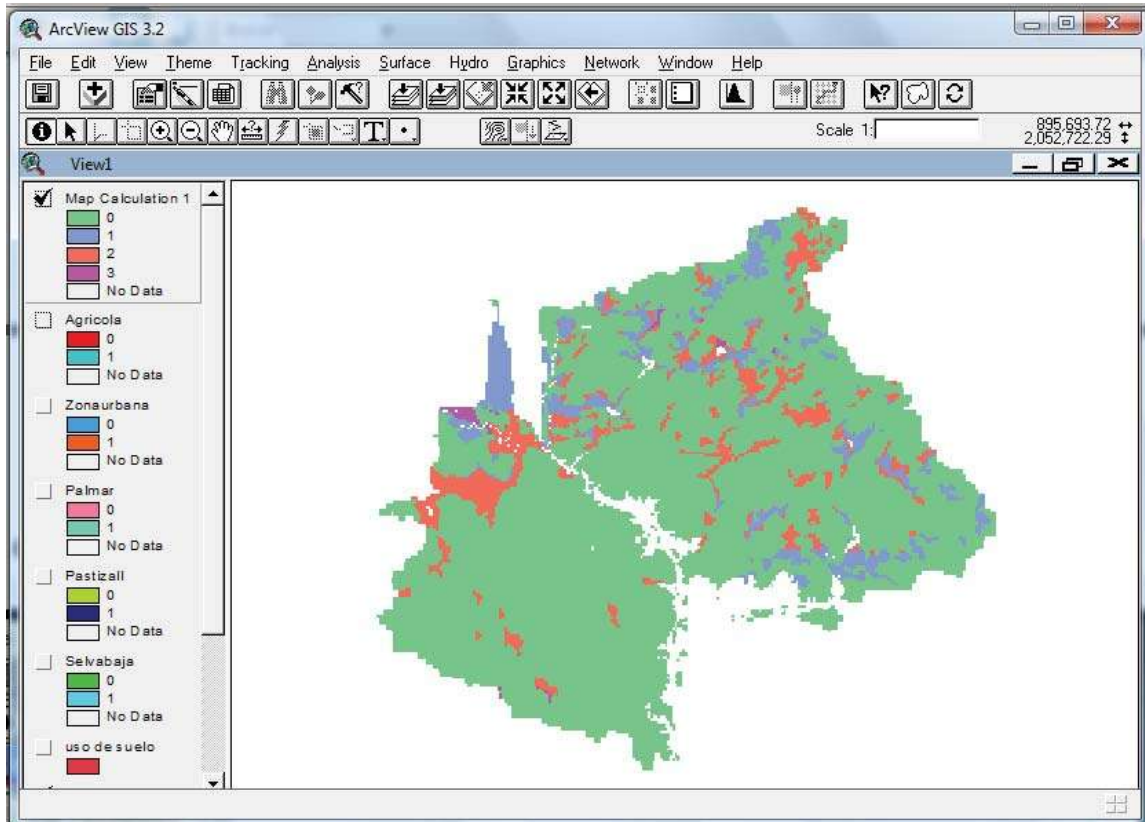 ArcView GIS 3.2
File Edit View Theme Tracking Analysis Surface Hydro Graphics Network Window Help
Scale 1:
895,693.72
2,052,722.29
View1
Map Calculation 1
0
1
2
3
No Data
Agricola
0
1
No Data
Zonaurbana
0
1
No Data
Palmar
0
1
No Data
Pastizall
0
1
No Data
Selvabaja
0
1
No Data
uso de suelo